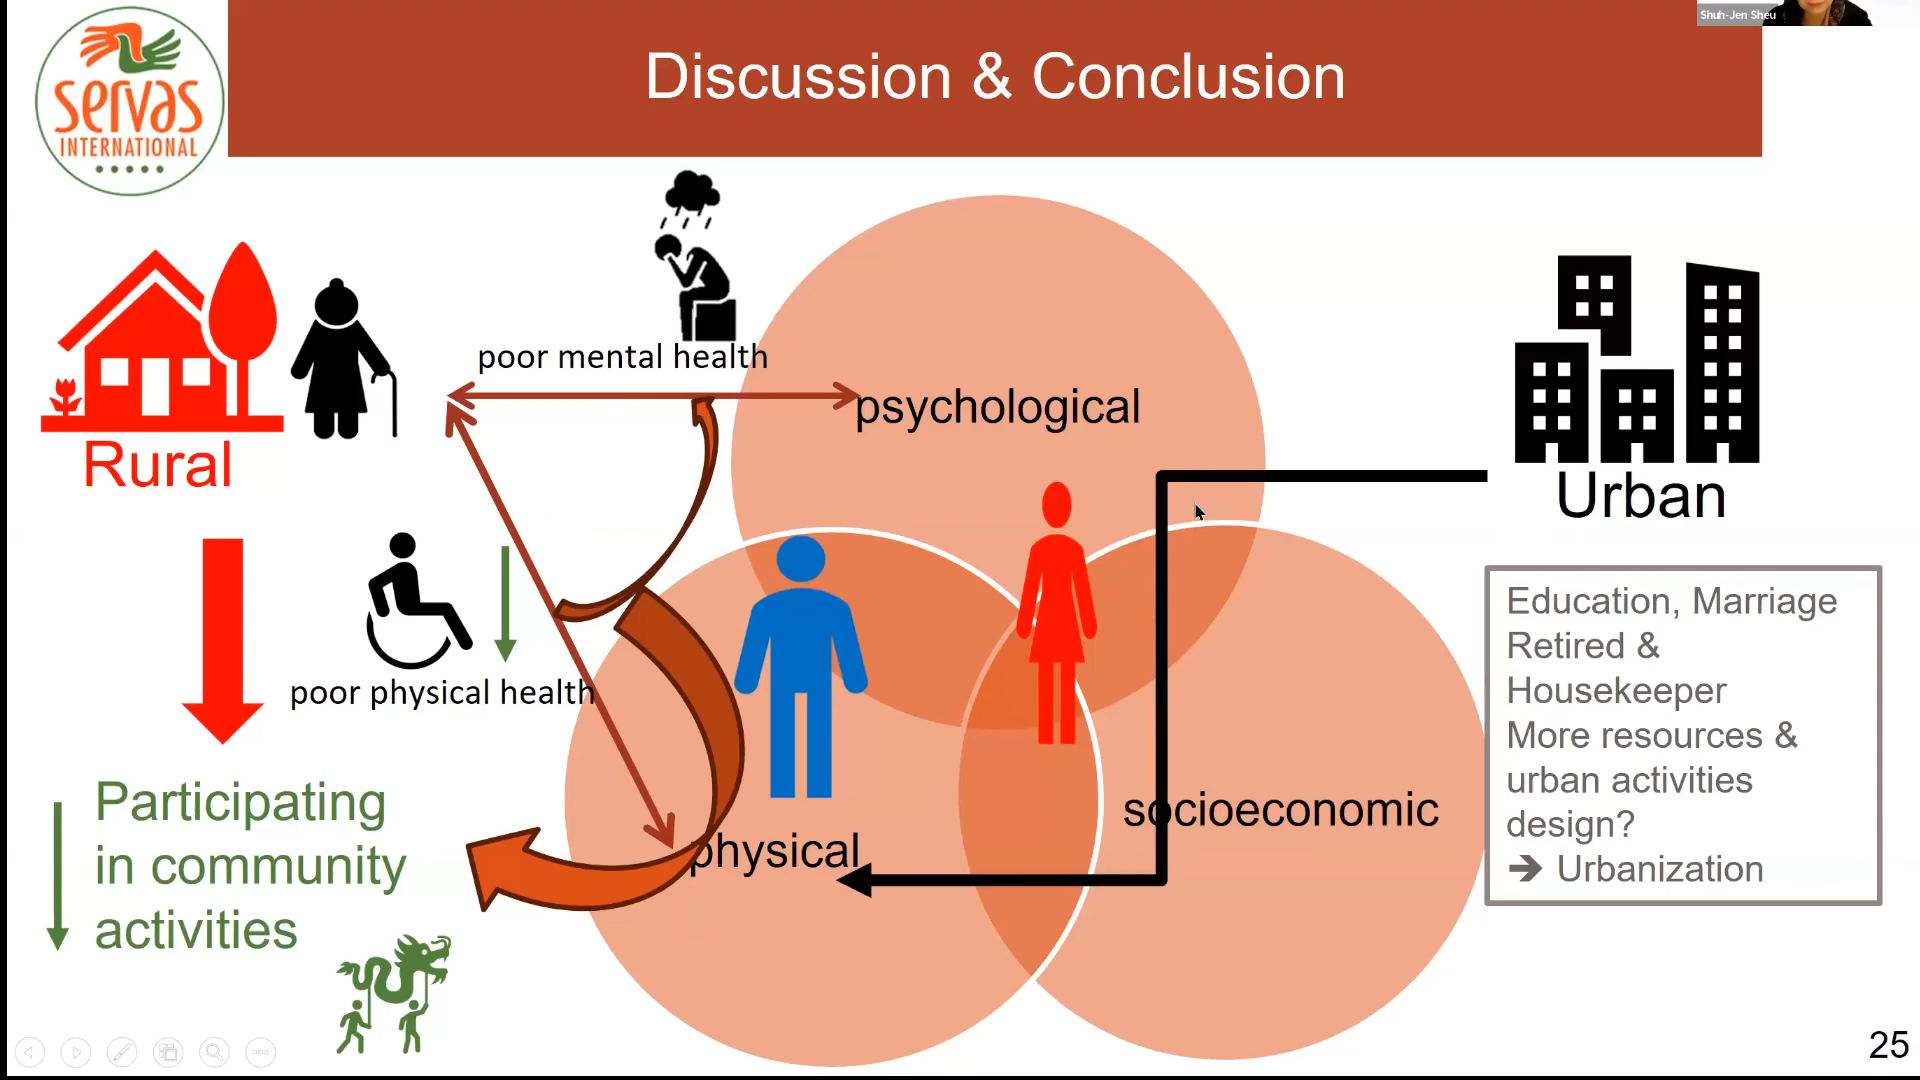 Shuh-Jen Sheu
servas
INTERNATIONAL
Discussion & Conclusion
poor mental health
psychological
Rural
Urban
poor physical health
Education, Marriage
Retired &
Housekeeper
More resources &
urban activities
design?
➔ Urbanization
Participating
in community
activities
physical
socioeconomic
25